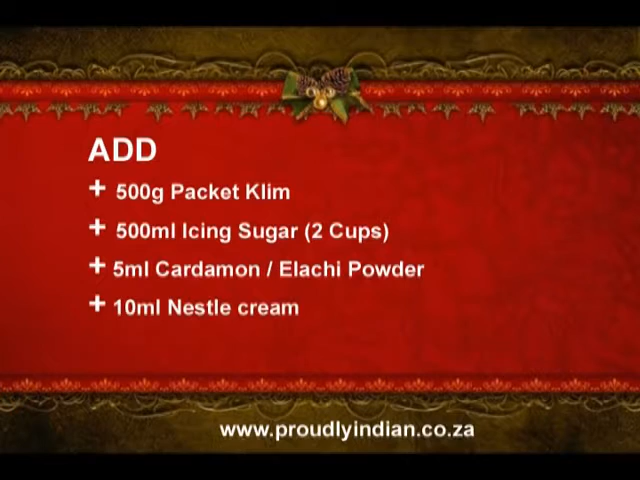 ADD
+ 500g Packet Klim
+ 500ml Icing Sugar (2 Cups)
+ 5ml Cardamon / Elachi Powder
+ 10ml Nestle cream
www.proudlyindian.co.za